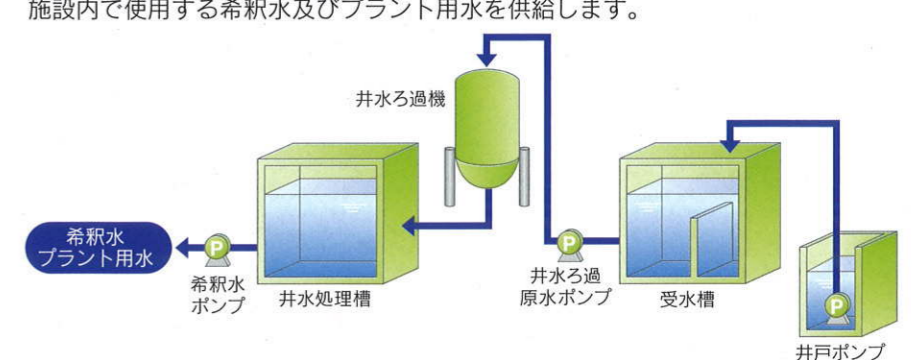 施設内で使用する希釈水及びプラント用水を供給します。
井水ろ過機
希釈水
プラント用水
P
希釈水
ポンプ
井水処理槽
P
井水ろ過
原水ポンプ
受水槽
P
井戸ポンプ